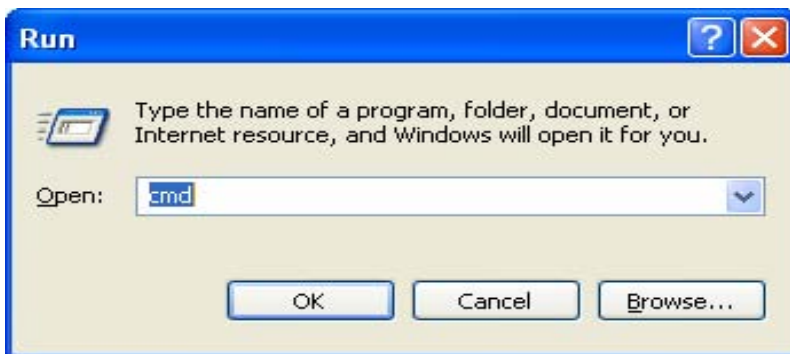 Run
?
Type the name of a program, folder, document, or
Internet resource, and Windows will open it for you.
Open: cmd
OK Cancel Browse...